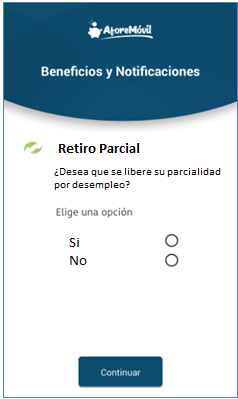 AforeMóvil
Beneficios y Notificaciones
Retiro Parcial
¿Desea que se libere su parcialidad
por desempleo?
Elige una opción
Si
No
Continuar